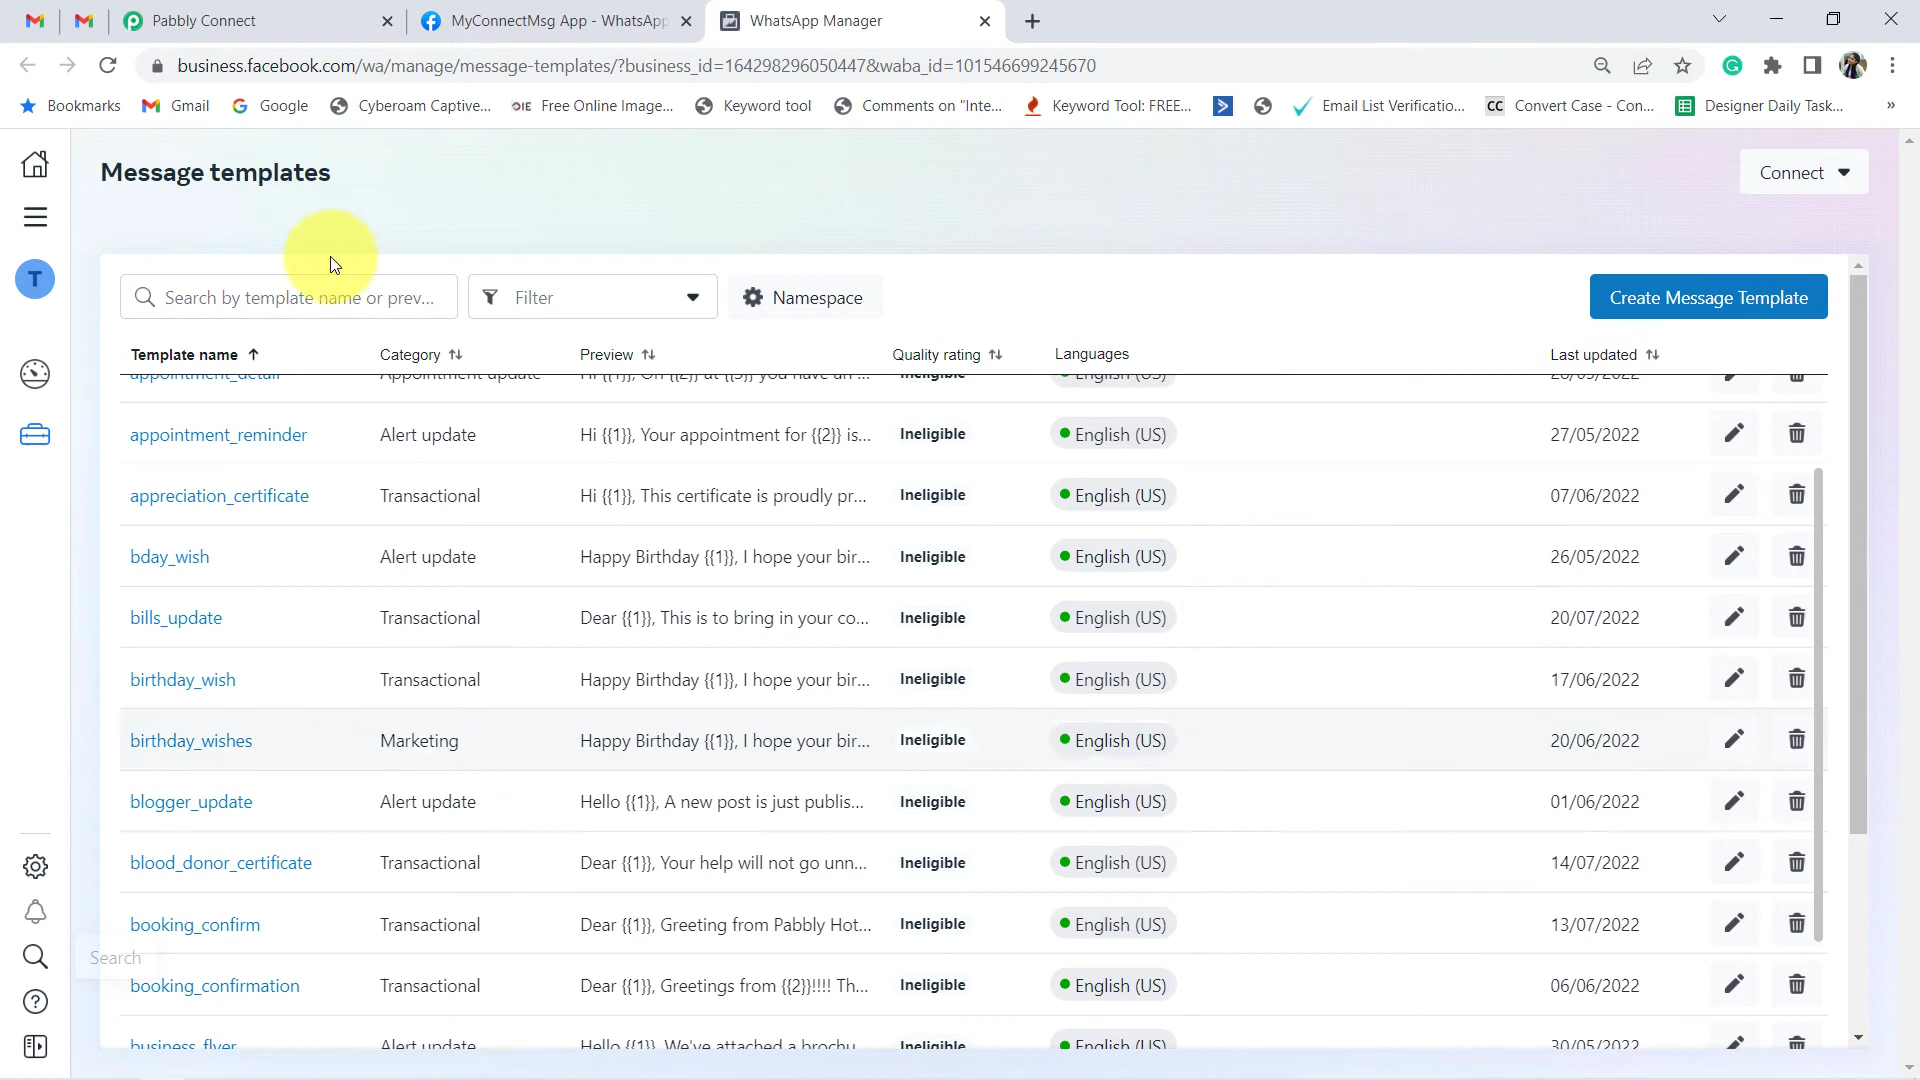 Pabbly Connect
MyConnectMsg App - WhatsApp
WhatsApp Manager
business.facebook.com/wa/manage/message-templates/?business_id=164298296050447&waba_id=101546699245670
Bookmarks
Gmail
Google
Cyberoam Captive...
Free Online Image...
Keyword tool
Comments on "Inte...
Keyword Tool: FREE...
Email List Verificatio...
CC Convert Case - Con...
Designer Daily Task...
»
Message templates
Connect
T
Search by template name or prev...
Filter
Namespace
Create Message Template
Template name Category Preview Quality rating Languages Last updated
appointment_detail Appointment update Hi {{1}}, On {{2}} at {{3}} you have an ... Ineligible English (US)
appointment_reminder Alert update Hi {{1}}, Your appointment for {{2}} is... Ineligible English (US) 27/05/2022
appreciation_certificate Transactional Hi {{1}}, This certificate is proudly pr... Ineligible English (US) 07/06/2022
bday_wish Alert update Happy Birthday {{1}}, I hope your bir... Ineligible English (US) 26/05/2022
bills_update Transactional Dear {{1}}, This is to bring in your co... Ineligible English (US) 20/07/2022
birthday_wish Transactional Happy Birthday {{1}}, I hope your bir... Ineligible English (US) 17/06/2022
birthday_wishes Marketing Happy Birthday {{1}}, I hope your bir... Ineligible English (US) 20/06/2022
blogger_update Alert update Hello {{1}}, A new post is just publis... Ineligible English (US) 01/06/2022
blood_donor_certificate Transactional Dear {{1}}, Your help will not go unn... Ineligible English (US) 14/07/2022
booking_confirm Transactional Dear {{1}}, Greeting from Pabbly Hot... Ineligible English (US) 13/07/2022
Search
booking_confirmation Transactional Dear {{1}}, Greetings from {{2}}!!!! Th... Ineligible English (US) 06/06/2022
business_flyer Alert update Hello {{1}}, We've attached a brochu... Ineligible English (US) 30/05/2022